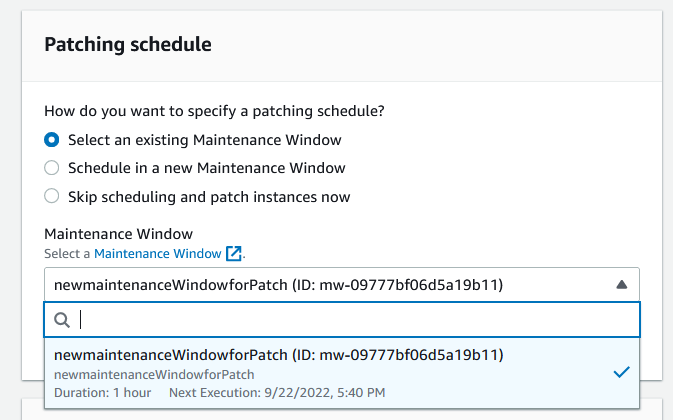 Patching schedule
How do you want to specify a patching schedule?
Select an existing Maintenance Window
Schedule in a new Maintenance Window
Skip scheduling and patch instances now
Maintenance Window
Select a Maintenance Window.
newmaintenanceWindowforPatch (ID: mw-09777bf06d5a19b11)
newmaintenanceWindowforPatch (ID: mw-09777bf06d5a19b11)
newmaintenanceWindowforPatch
Duration: 1 hour Next Execution: 9/22/2022, 5:40 PM